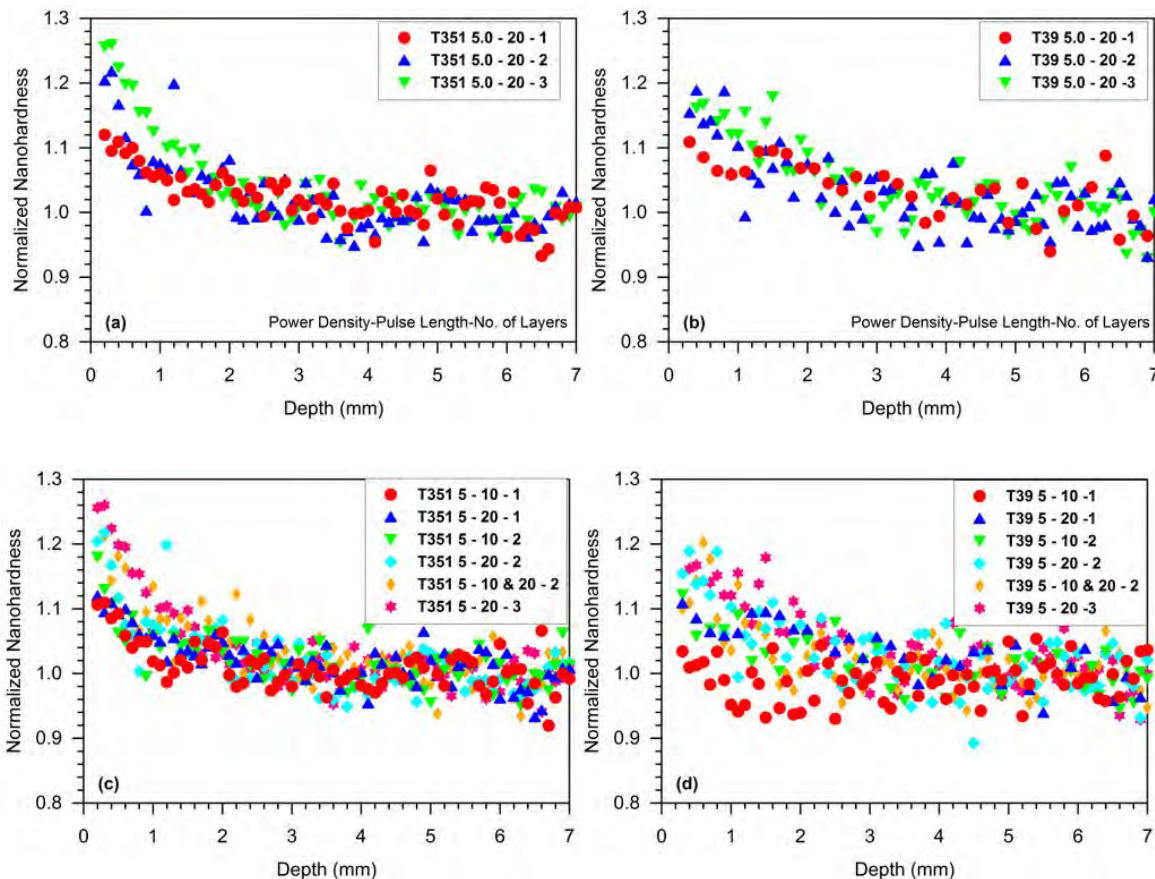 1.3
1.2
1.1
1.0
0.9
0.8
Normalized Nanohardness
T351 5.0 - 20 - 1
T351 5.0 - 20 - 2
T351 5.0 - 20 - 3
(a)
Power Density-Pulse Length-No. of Layers
0 1 2 3 4 5 6 7
Depth (mm)
1.3
1.2
1.1
1.0
0.9
0.8
Normalized Nanohardness
T39 5.0 - 20 -1
T39 5.0 - 20 -2
T39 5.0 - 20 -3
(b)
Power Density-Pulse Length-No. of Layers
0 1 2 3 4 5 6 7
Depth (mm)
1.3
1.2
1.1
1.0
0.9
0.8
Normalized Nanohardness
T351 5 - 10 - 1
T351 5 - 20 - 1
T351 5 - 10 - 2
T351 5 - 20 - 2
T351 5 - 10 & 20 - 2
T351 5 - 20 - 3
(c)
0 1 2 3 4 5 6 7
Depth (mm)
1.3
1.2
1.1
1.0
0.9
0.8
Normalized Nanohardness
T39 5 - 10 -1
T39 5 - 20 -1
T39 5 - 10 -2
T39 5 - 20 - 2
T39 5 - 10 & 20 - 2
T39 5 - 20 - 3
(d)
0 1 2 3 4 5 6 7
Depth (mm)